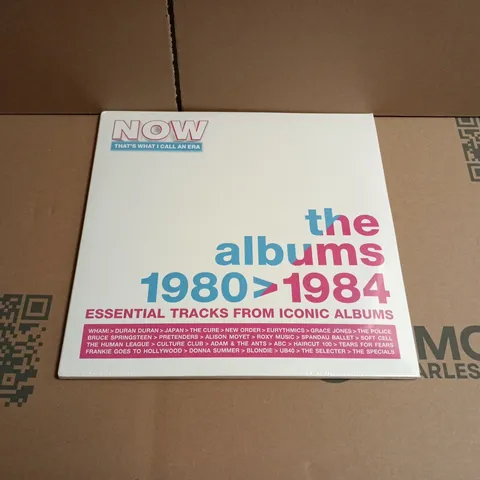 NOW
THAT'S WHAT I CALL AN ERA
the
albums
1980>1984
ESSENTIAL TRACKS FROM ICONIC ALBUMS
WHAM! > DURAN DURAN > JAPAN > THE CURE > NEW ORDER > EURYTHMICS > GRACE JONES > THE POLICE
BRUCE SPRINGSTEEN > PRETENDERS > ALISON MOYET > ROXY MUSIC > SPANDAU BALLET > SOFT CELL
THE HUMAN LEAGUE > CULTURE CLUB > ADAM & THE ANTS > ABC > HAIRCUT 100 > TEARS FOR FEARS
FRANKIE GOES TO HOLLYWOOD > DONNA SUMMER > BLONDIE > UB40 > THE SELECTER > THE SPECIALS